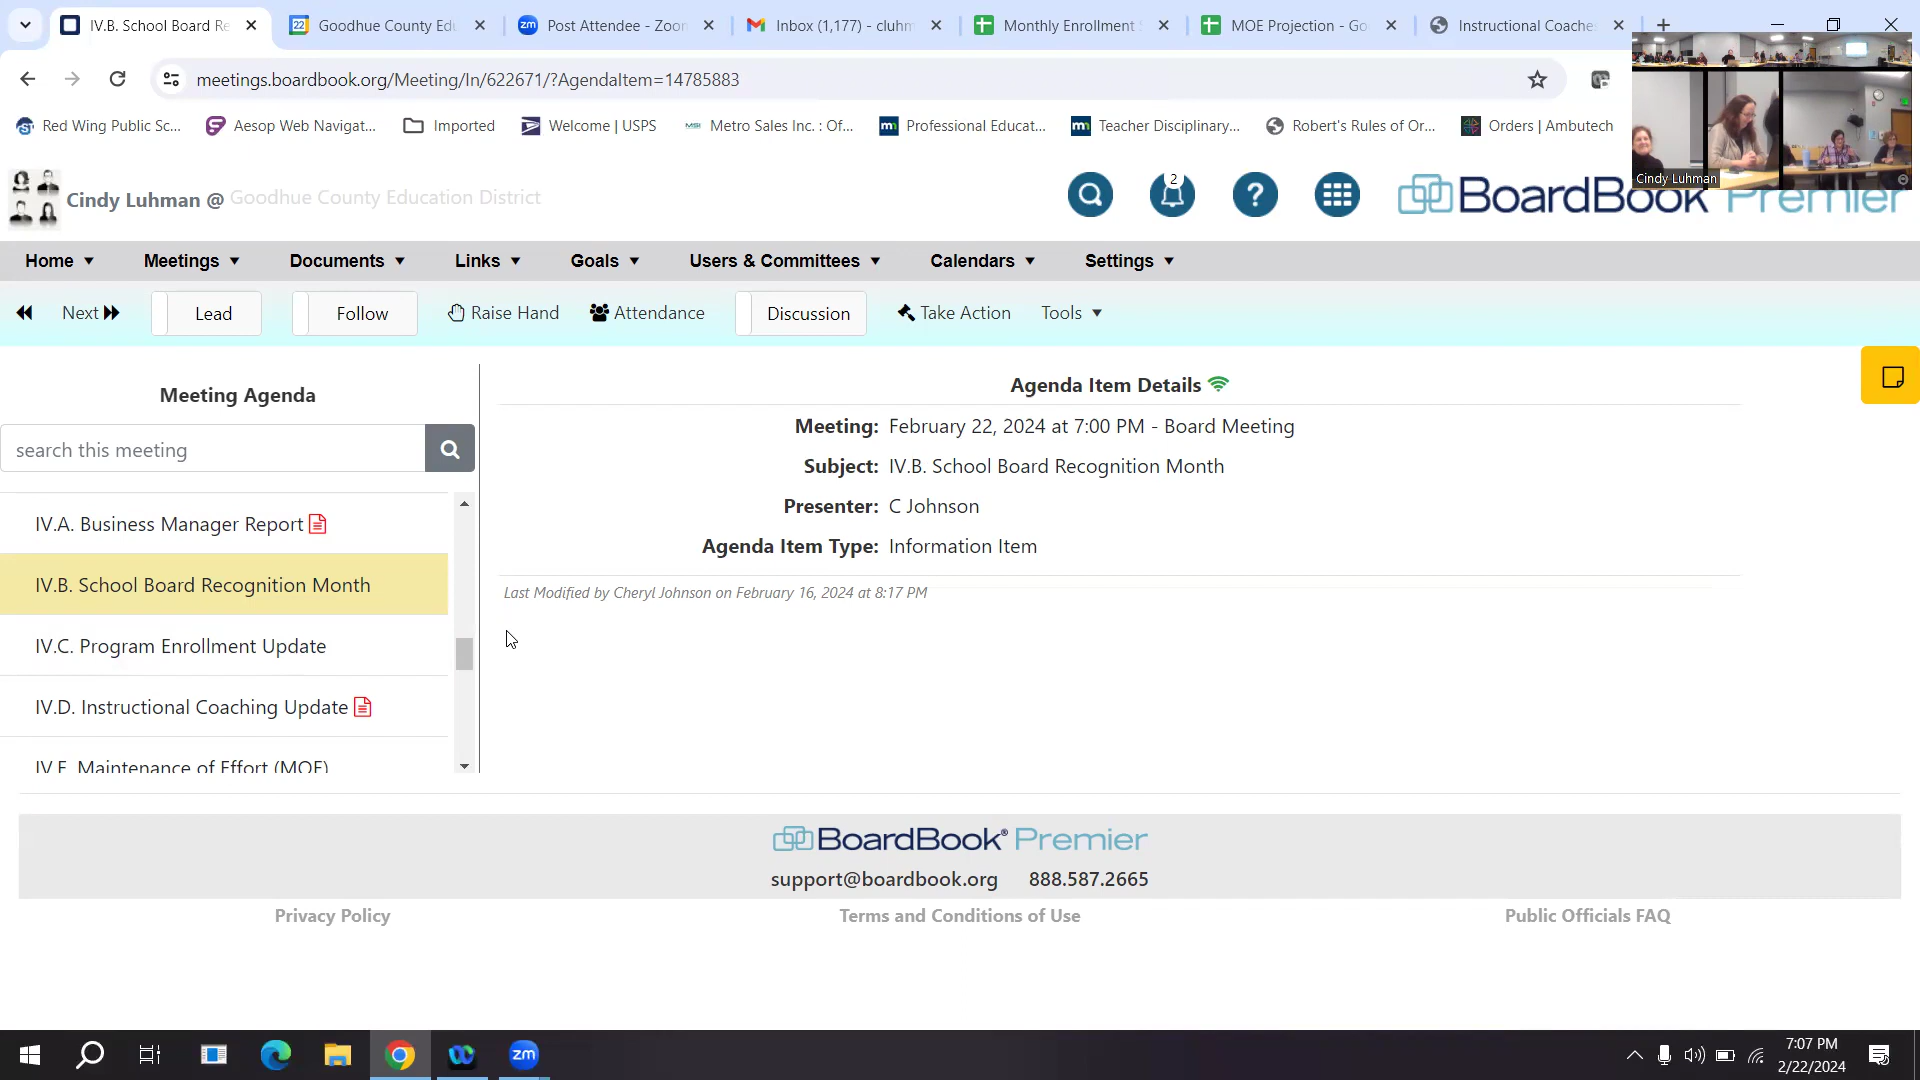 IV.B. School Board Re
Goodhue County Edu
Post Attendee - Zoom
Inbox (1,177) - cluhm
Monthly Enrollment S
MOE Projection - Go
Instructional Coaches
meetings.boardbook.org/Meeting/In/622671/?AgendaItem=14785883
Red Wing Public Sc...
Aesop Web Navigat...
Imported
Welcome | USPS
Metro Sales Inc. : Of...
Professional Educat...
Teacher Disciplinary...
Robert's Rules of Or...
Orders | Ambutech
Cindy Luhman
Cindy Luhman @ Goodhue County Education District
2
BoardBook Premier
Home
Meetings
Documents
Links
Goals
Users & Committees
Calendars
Settings
Next
Lead
Follow
Raise Hand
Attendance
Discussion
Take Action
Tools
Meeting Agenda
search this meeting
IV.A. Business Manager Report
IV.B. School Board Recognition Month
IV.C. Program Enrollment Update
IV.D. Instructional Coaching Update
IV.E. Maintenance of Effort (MOE)
Agenda Item Details
Meeting: February 22, 2024 at 7:00 PM - Board Meeting
Subject: IV.B. School Board Recognition Month
Presenter: C Johnson
Agenda Item Type: Information Item
Last Modified by Cheryl Johnson on February 16, 2024 at 8:17 PM
BoardBook® Premier
support@boardbook.org 888.587.2665
Privacy Policy
Terms and Conditions of Use
Public Officials FAQ
zm
7:07 PM
2/22/2024